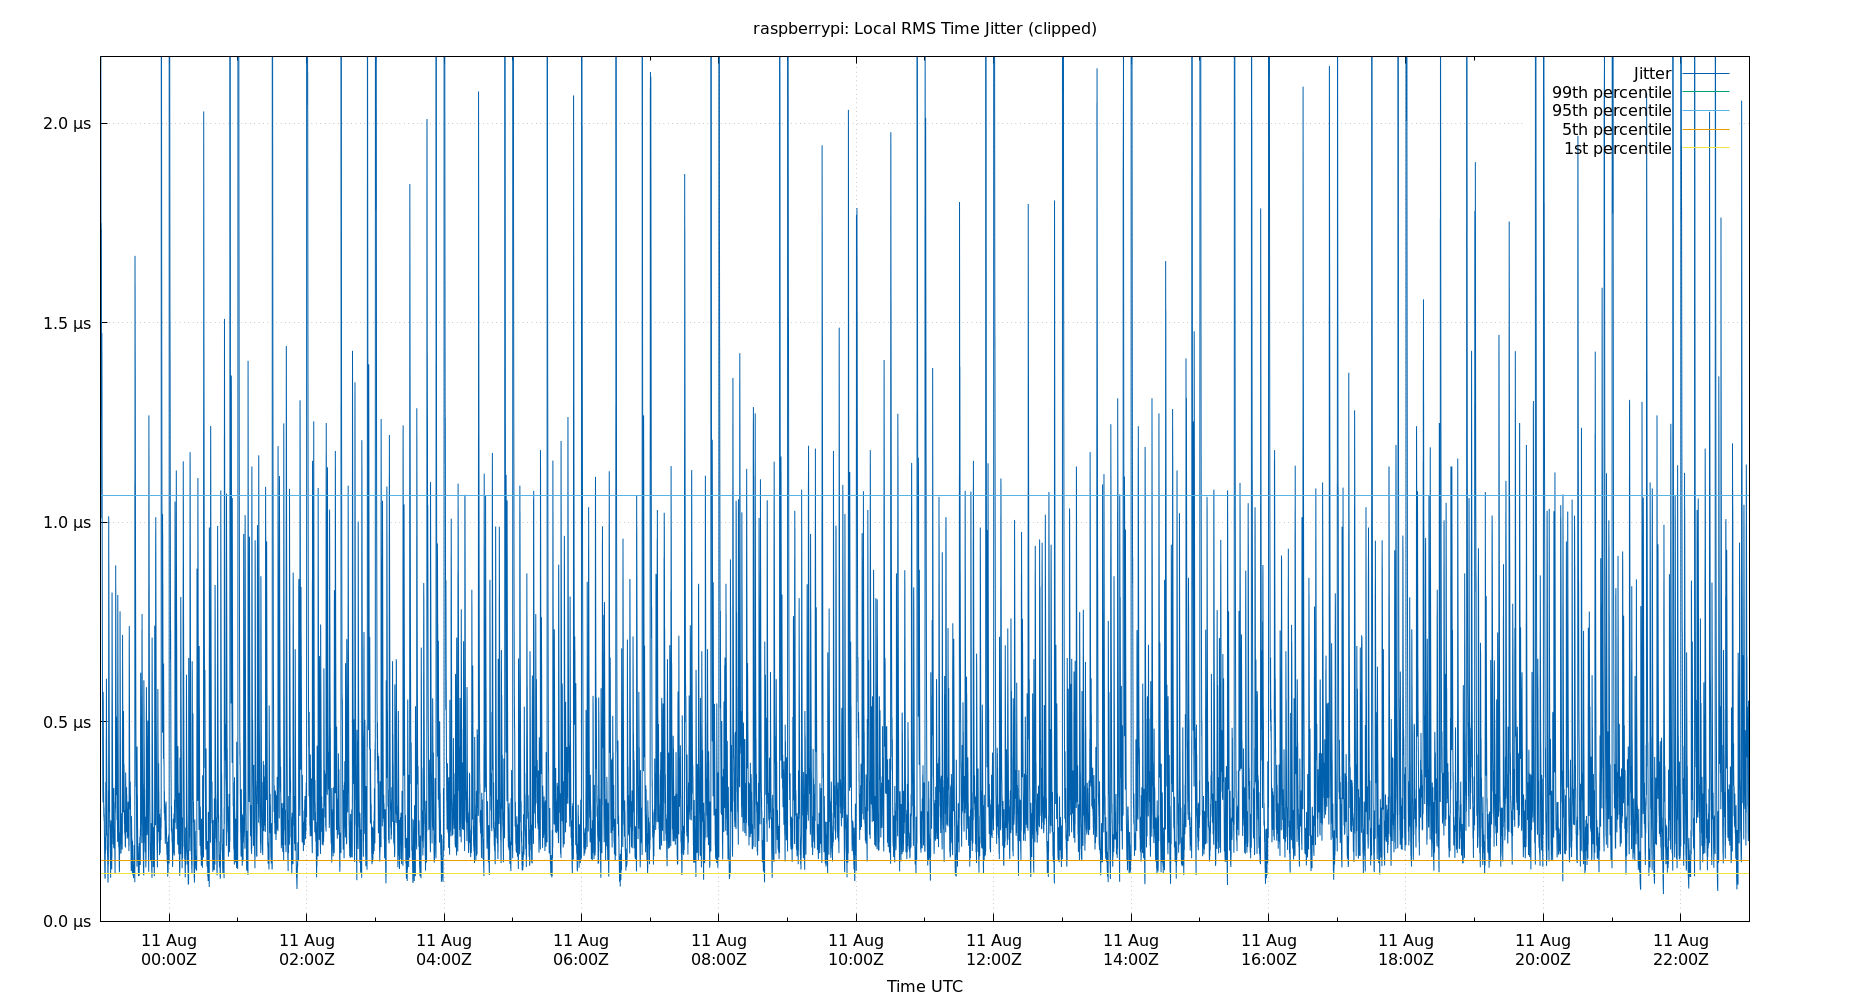 raspberrypi: Local RMS Time Jitter (clipped)
Jitter
99th percentile
95th percentile
5th percentile
1st percentile
2.0 µs
1.5 µs
1.0 µs
0.5 µs
0.0 µs
11 Aug 11 Aug 11 Aug 11 Aug 11 Aug 11 Aug 11 Aug 11 Aug 11 Aug 11 Aug 11 Aug 11 Aug
00:00Z 02:00Z 04:00Z 06:00Z 08:00Z 10:00Z 12:00Z 14:00Z 16:00Z 18:00Z 20:00Z 22:00Z
Time UTC